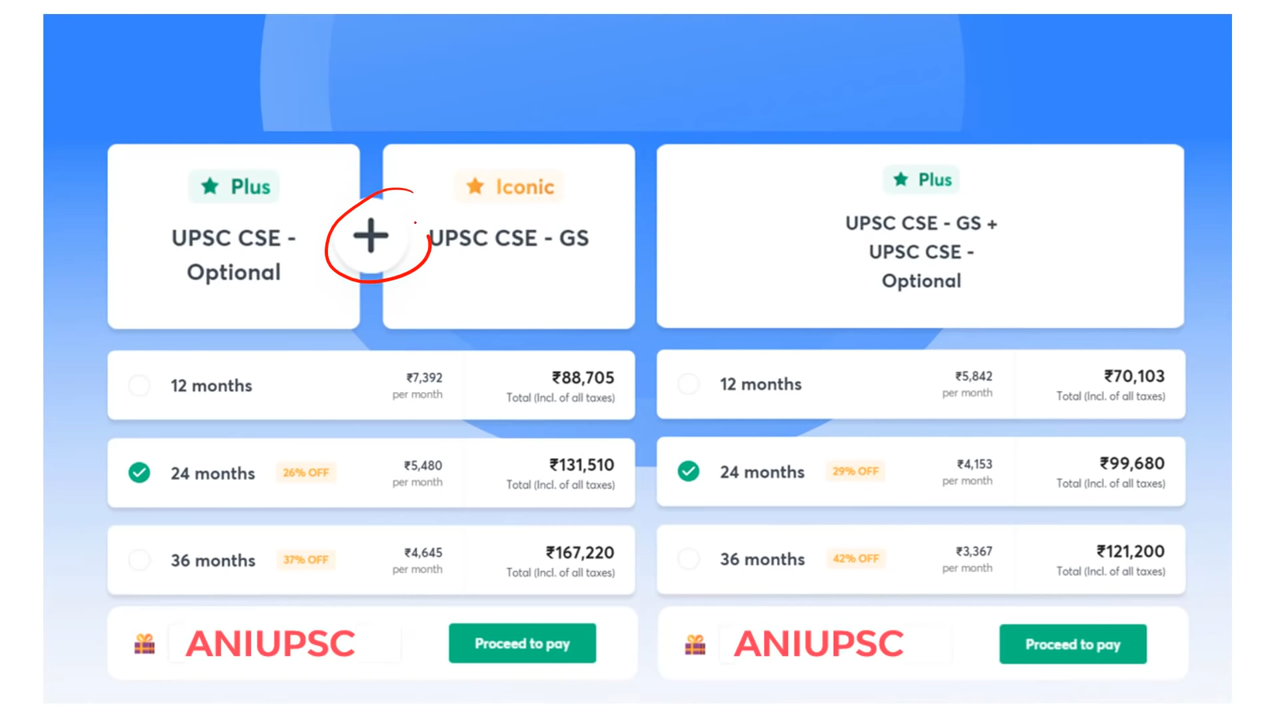 Plus
UPSC CSE -
Optional
+
Iconic
UPSC CSE - GS
12 months
₹7,392
per month
₹88,705
Total (Incl. of all taxes)
24 months
26% OFF
₹5,480
per month
₹131,510
Total (Incl. of all taxes)
36 months
37% OFF
₹4,645
per month
₹167,220
Total (Incl. of all taxes)
ANIUPSC
Proceed to pay
Plus
UPSC CSE - GS +
UPSC CSE -
Optional
12 months
₹5,842
per month
₹70,103
Total (Incl. of all taxes)
24 months
29% OFF
₹4,153
per month
₹99,680
Total (Incl. of all taxes)
36 months
42% OFF
₹3,367
per month
₹121,200
Total (Incl. of all taxes)
ANIUPSC
Proceed to pay